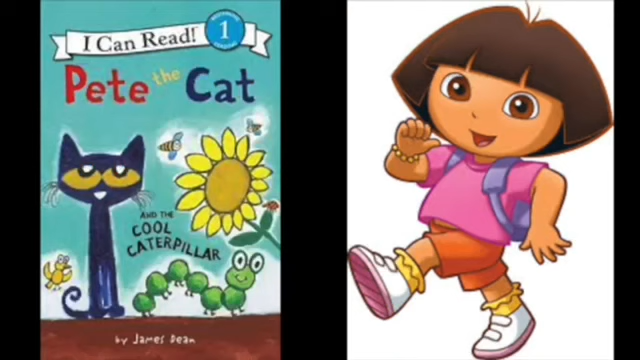 I Can Read!
1
Pete the Cat
AND THE
COOL
CATERPILLAR
by James Dean